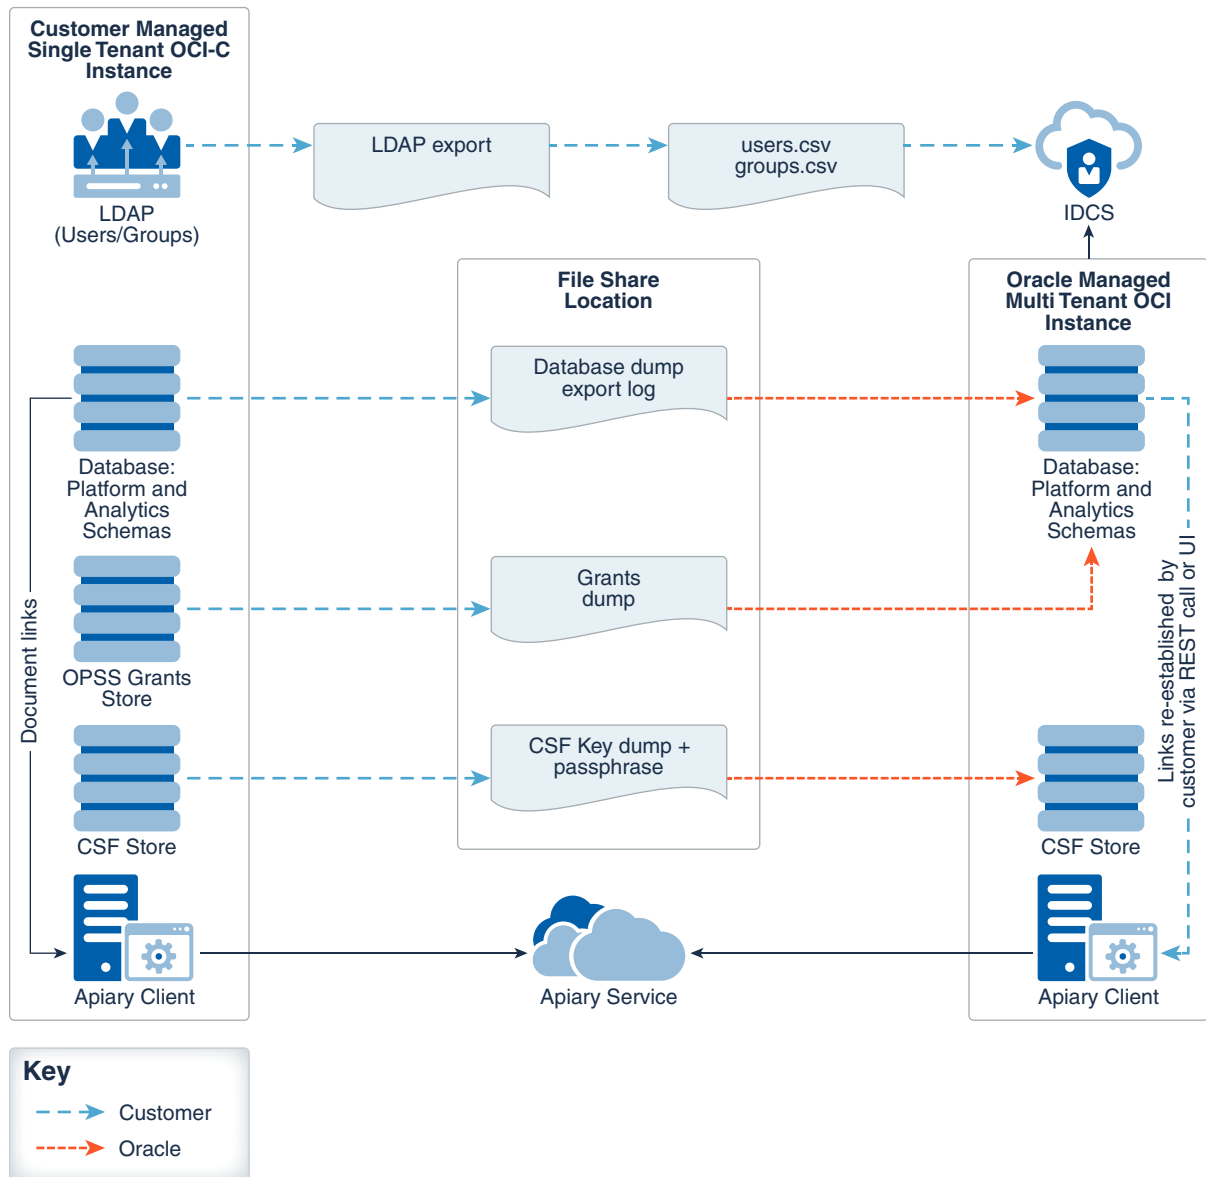 Customer Managed
Single Tenant OCI-C
Instance
LDAP
(Users/Groups)
LDAP export
users.csv
groups.csv
IDCS
File Share
Location
Oracle Managed
Multi Tenant OCI
Instance
Database dump
export log
Database:
Platform and
Analytics
Schemas
Database:
Platform and
Analytics
Schemas
Grants
dump
OPSS Grants
Store
Document links
Links re-established by
customer via REST call or UI
CSF Key dump +
passphrase
CSF Store
CSF Store
Apiary Client
Apiary Service
Apiary Client
Key
Customer
Oracle